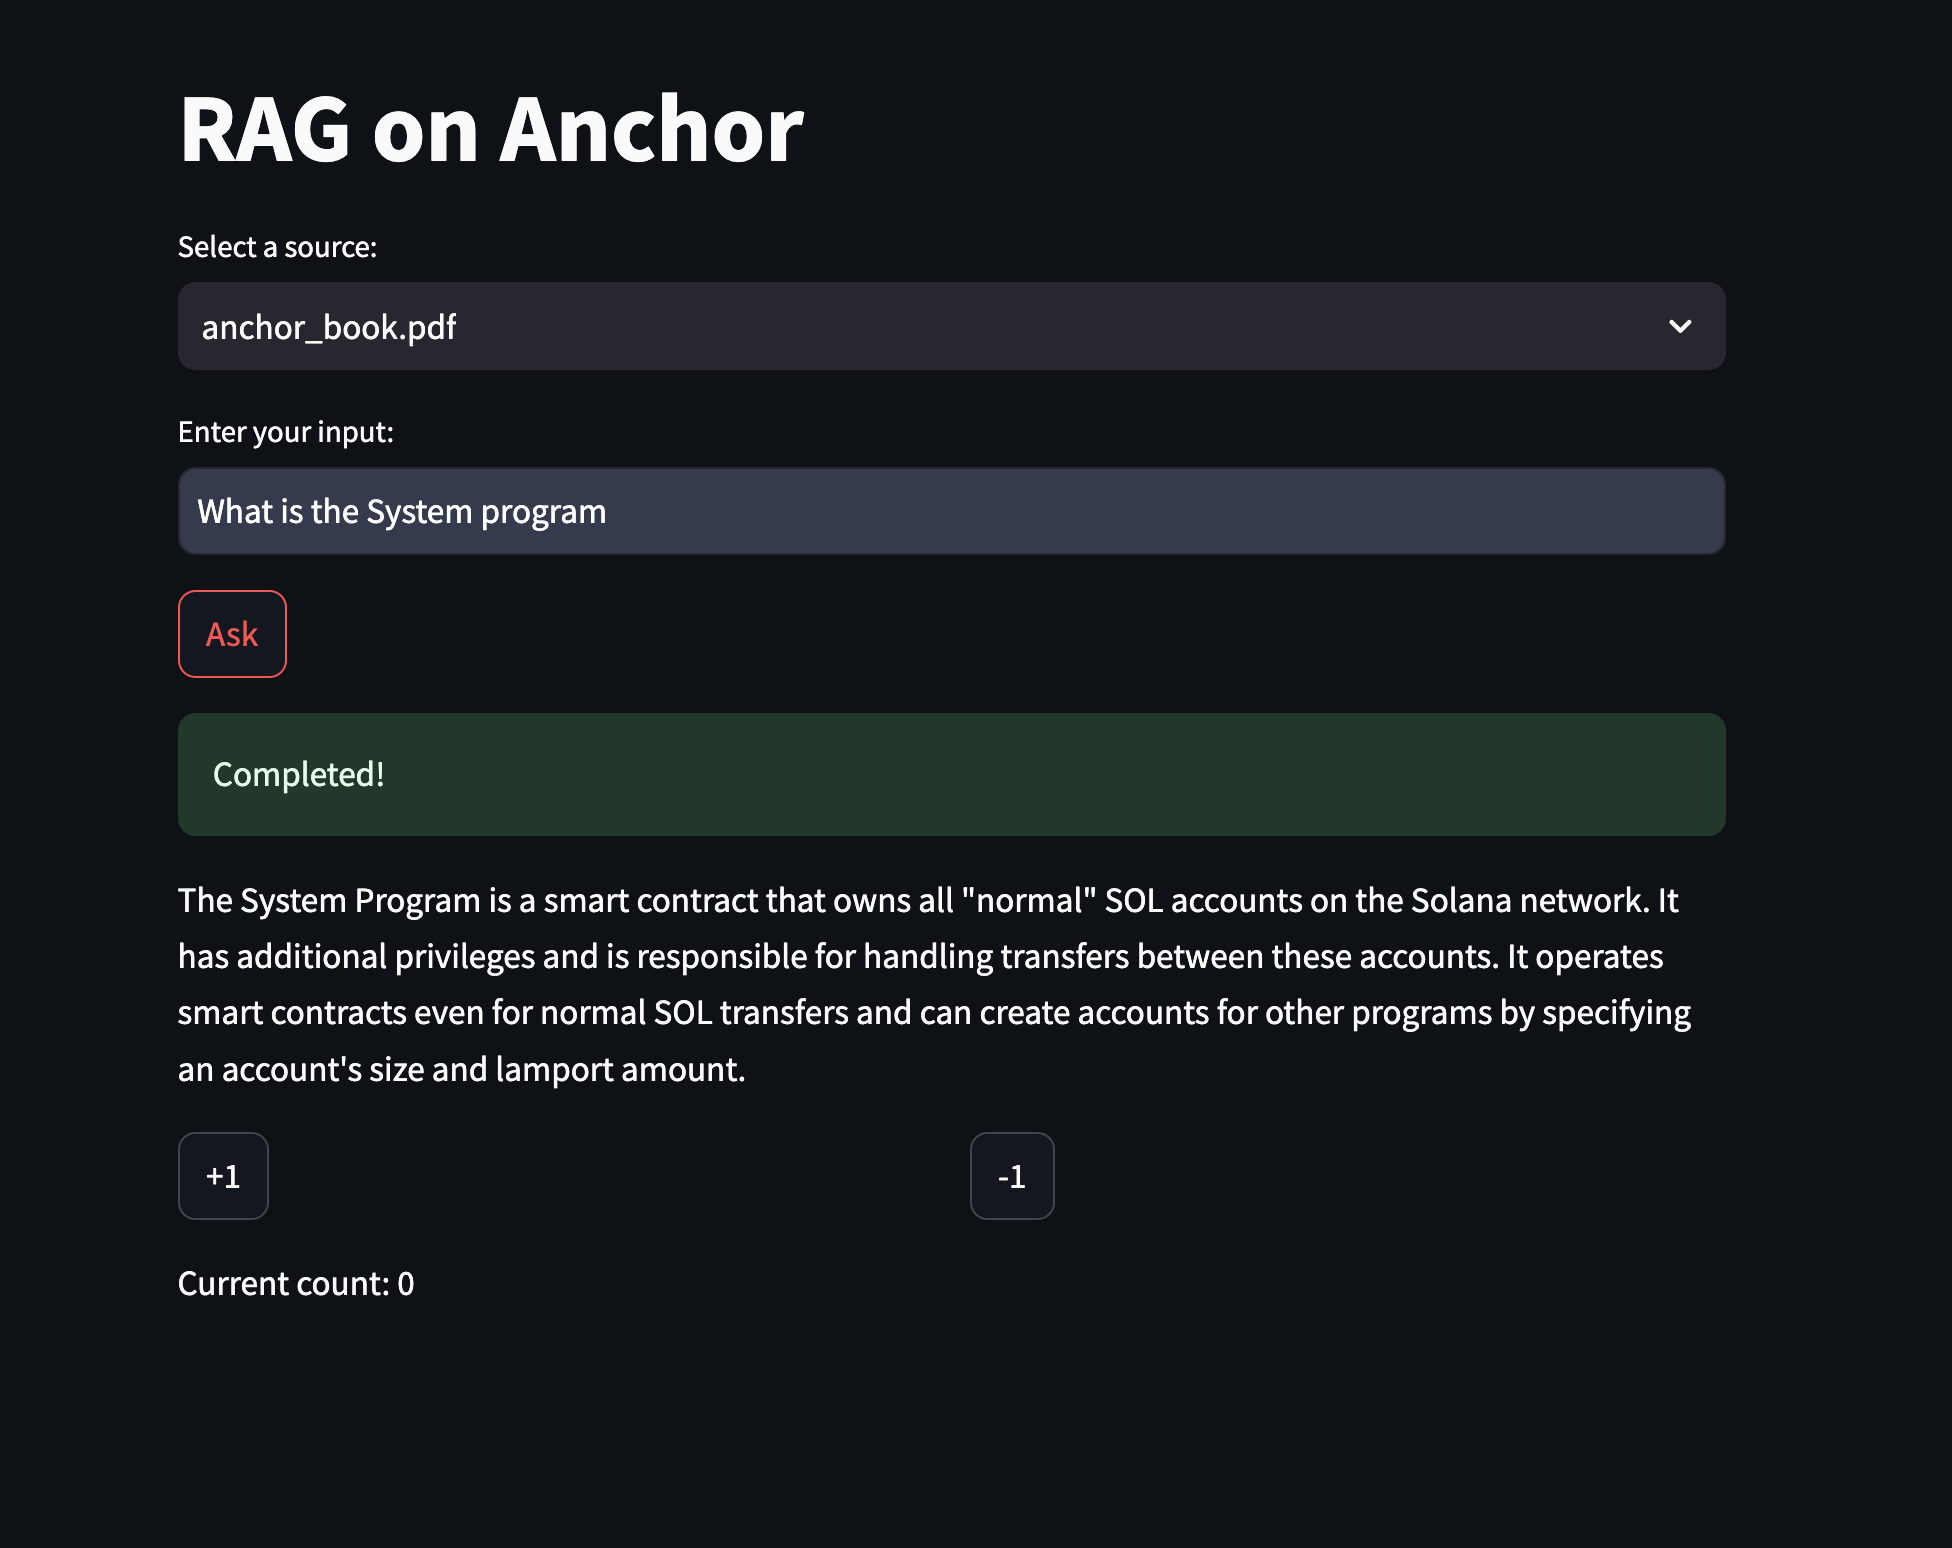 RAG on Anchor
Select a source:
anchor_book.pdf
Enter your input:
What is the System program
Ask
Completed!
The System Program is a smart contract that owns all "normal" SOL accounts on the Solana network. It
has additional privileges and is responsible for handling transfers between these accounts. It operates
smart contracts even for normal SOL transfers and can create accounts for other programs by specifying
an account's size and lamport amount.
+1
-1
Current count: 0